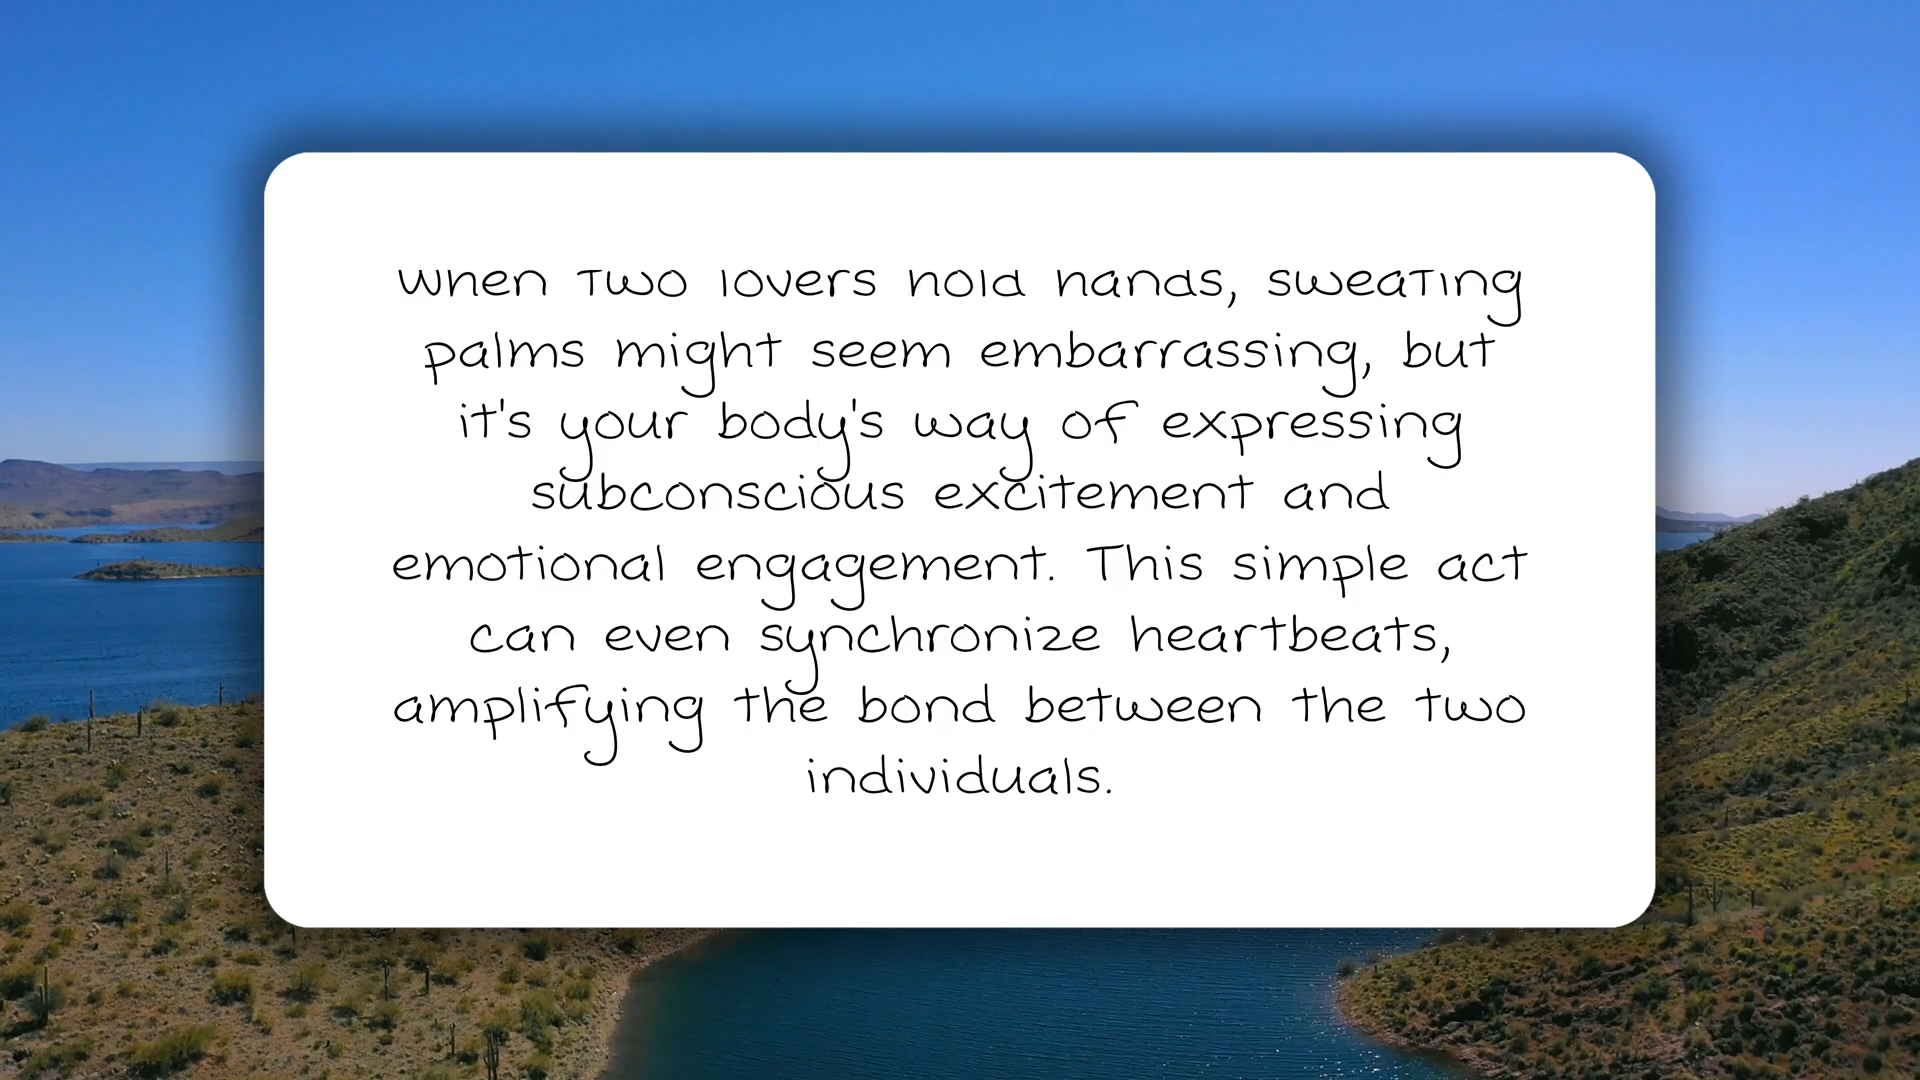 when two lovers hold hands, sweating
palms might seem embarrassing, but
it's your body's way of expressing
subconscious excitement and
emotional engagement. This simple act
can even synchronize heartbeats,
amplifying the bond between the two
individuals.